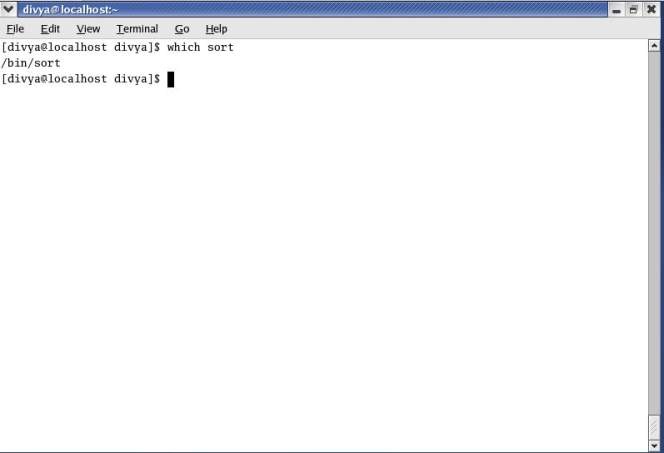 divya@localhost:~
File Edit View Terminal Go Help
[divya@localhost divya]$ which sort
/bin/sort
[divya@localhost divya]$